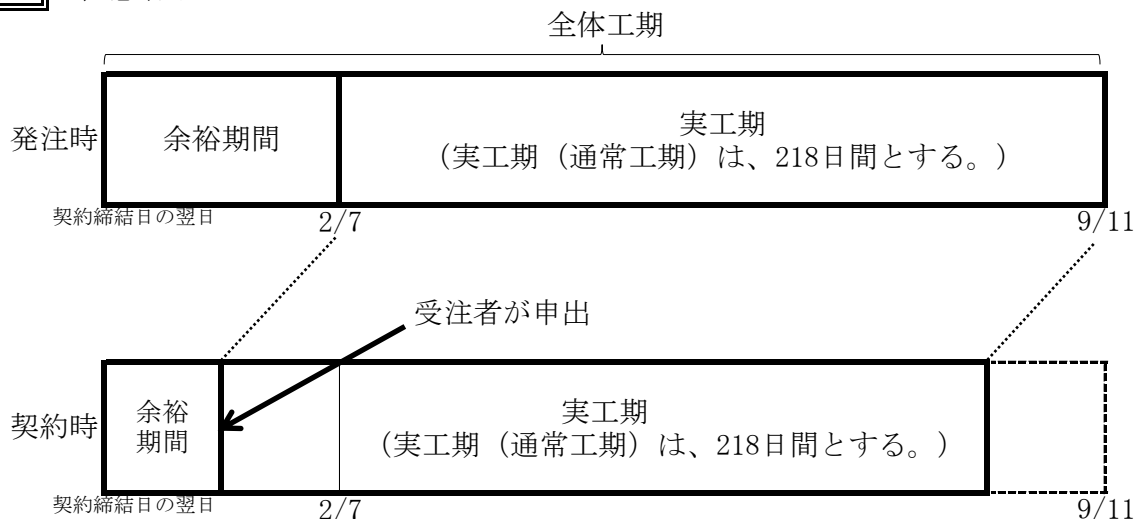 全体工期
発注時
余裕期間
実工期
(実工期(通常工期)は、218日間とする。)
契約締結日の翌日
2/7
9/11
受注者が申出
契約時
余裕
期間
実工期
(実工期(通常工期)は、218日間とする。)
契約締結日の翌日
2/7
9/11